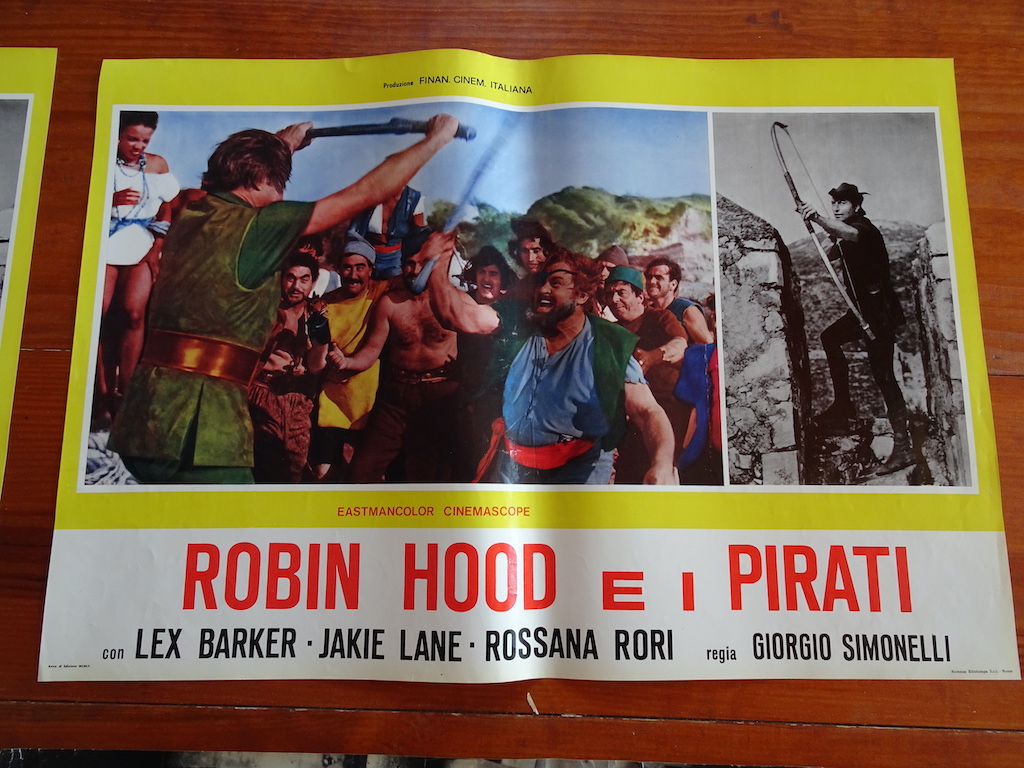 Produzione FINAN. CINEM. ITALIANA
EASTMANCOLOR CINEMASCOPE
ROBIN HOOD E I PIRATI
con LEX BARKER · JAKIE LANE · ROSSANA RORI regia GIORGIO SIMONELLI